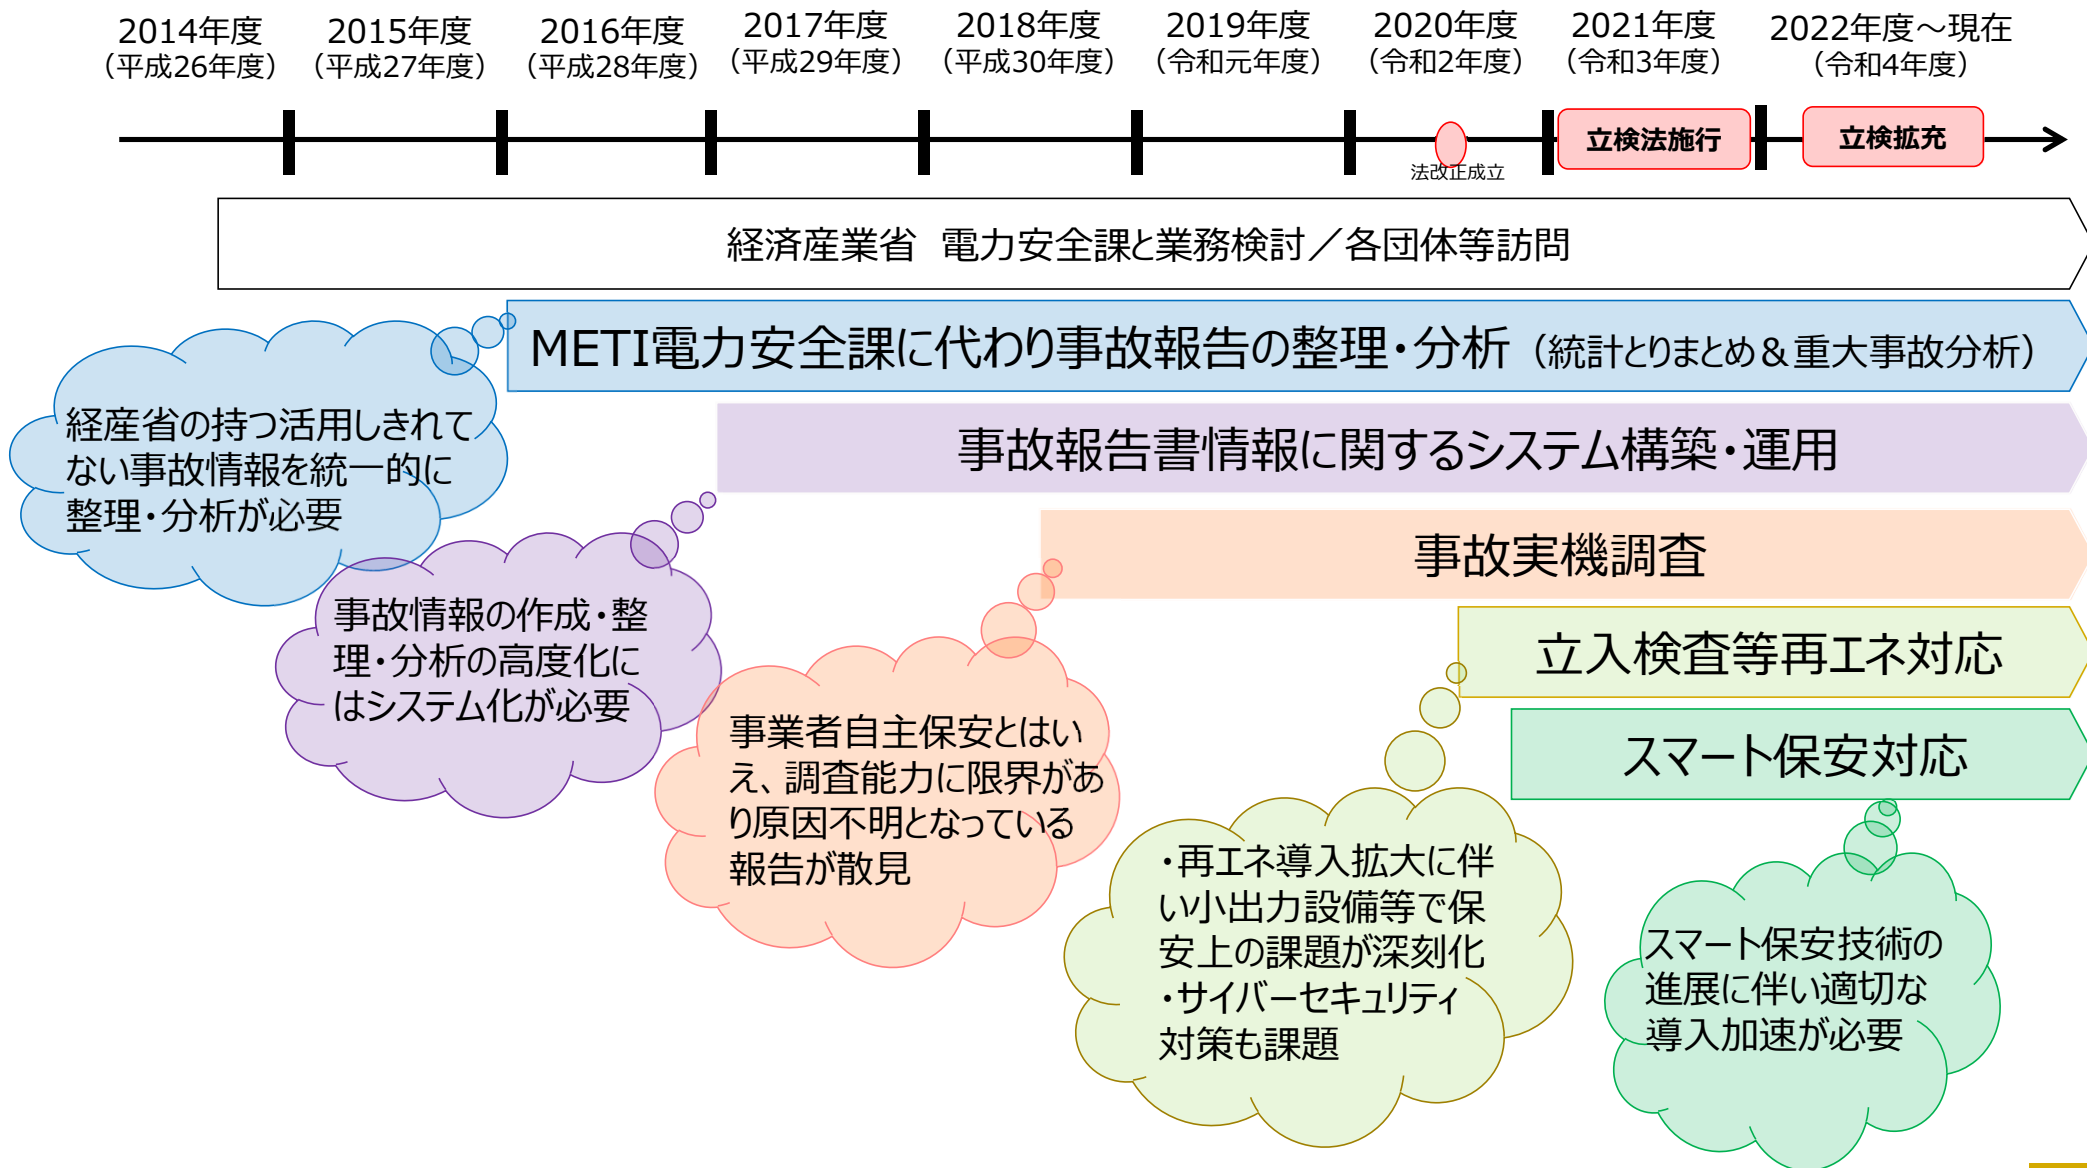 2014年度
（平成26年度）
2015年度
（平成27年度）
2016年度
（平成28年度）
2017年度
（平成29年度）
2018年度
（平成30年度）
2019年度
（令和元年度）
2020年度
（令和2年度）
2021年度
（令和3年度）
2022年度～現在
（令和4年度）
法改正成立
立検法施行
立検拡充
経済産業省　電力安全課と業務検討／各団体等訪問
METI電力安全課に代わり事故報告の整理・分析（統計とりまとめ＆重大事故分析）
経産省の持つ活用しきれて
ない事故情報を統一的に
整理・分析が必要
事故報告書情報に関するシステム構築・運用
事故情報の作成・整
理・分析の高度化に
はシステム化が必要
事故実機調査
事業者自主保安とはい
え、調査能力に限界があ
り原因不明となっている
報告が散見
立入検査等再エネ対応
・再エネ導入拡大に伴
い小出力設備等で保
安上の課題が深刻化
・サイバーセキュリティ
対策も課題
スマート保安対応
スマート保安技術の
進展に伴い適切な
導入加速が必要